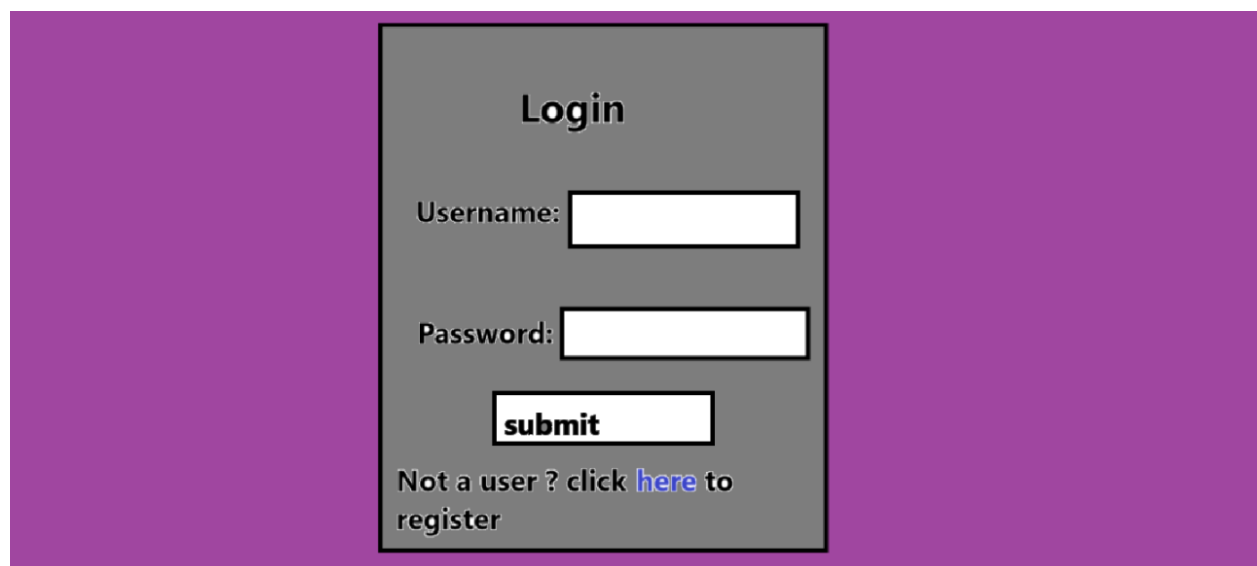 Login
Username:
Password:
submit
Not a user ? click here to
register